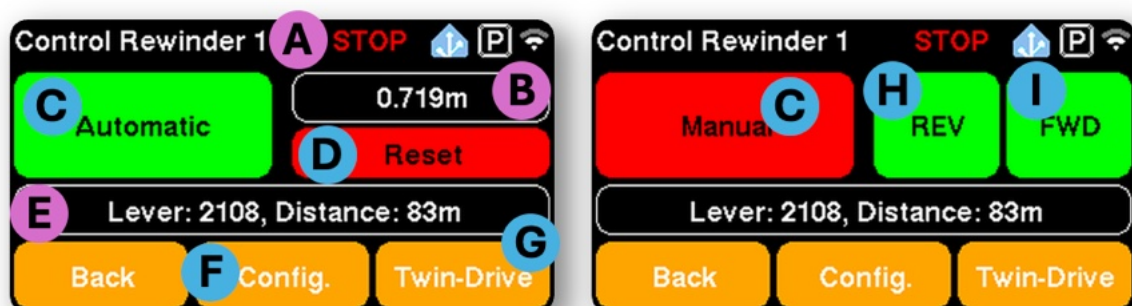 Control Rewinder 1 A STOP P
C Automatic
0.719m B
D Reset
E Lever: 2108, Distance: 83m
Back F Config. Twin-Drive G
Control Rewinder 1 STOP P
Manual C H REV I FWD
Lever: 2108, Distance: 83m
Back Config. Twin-Drive